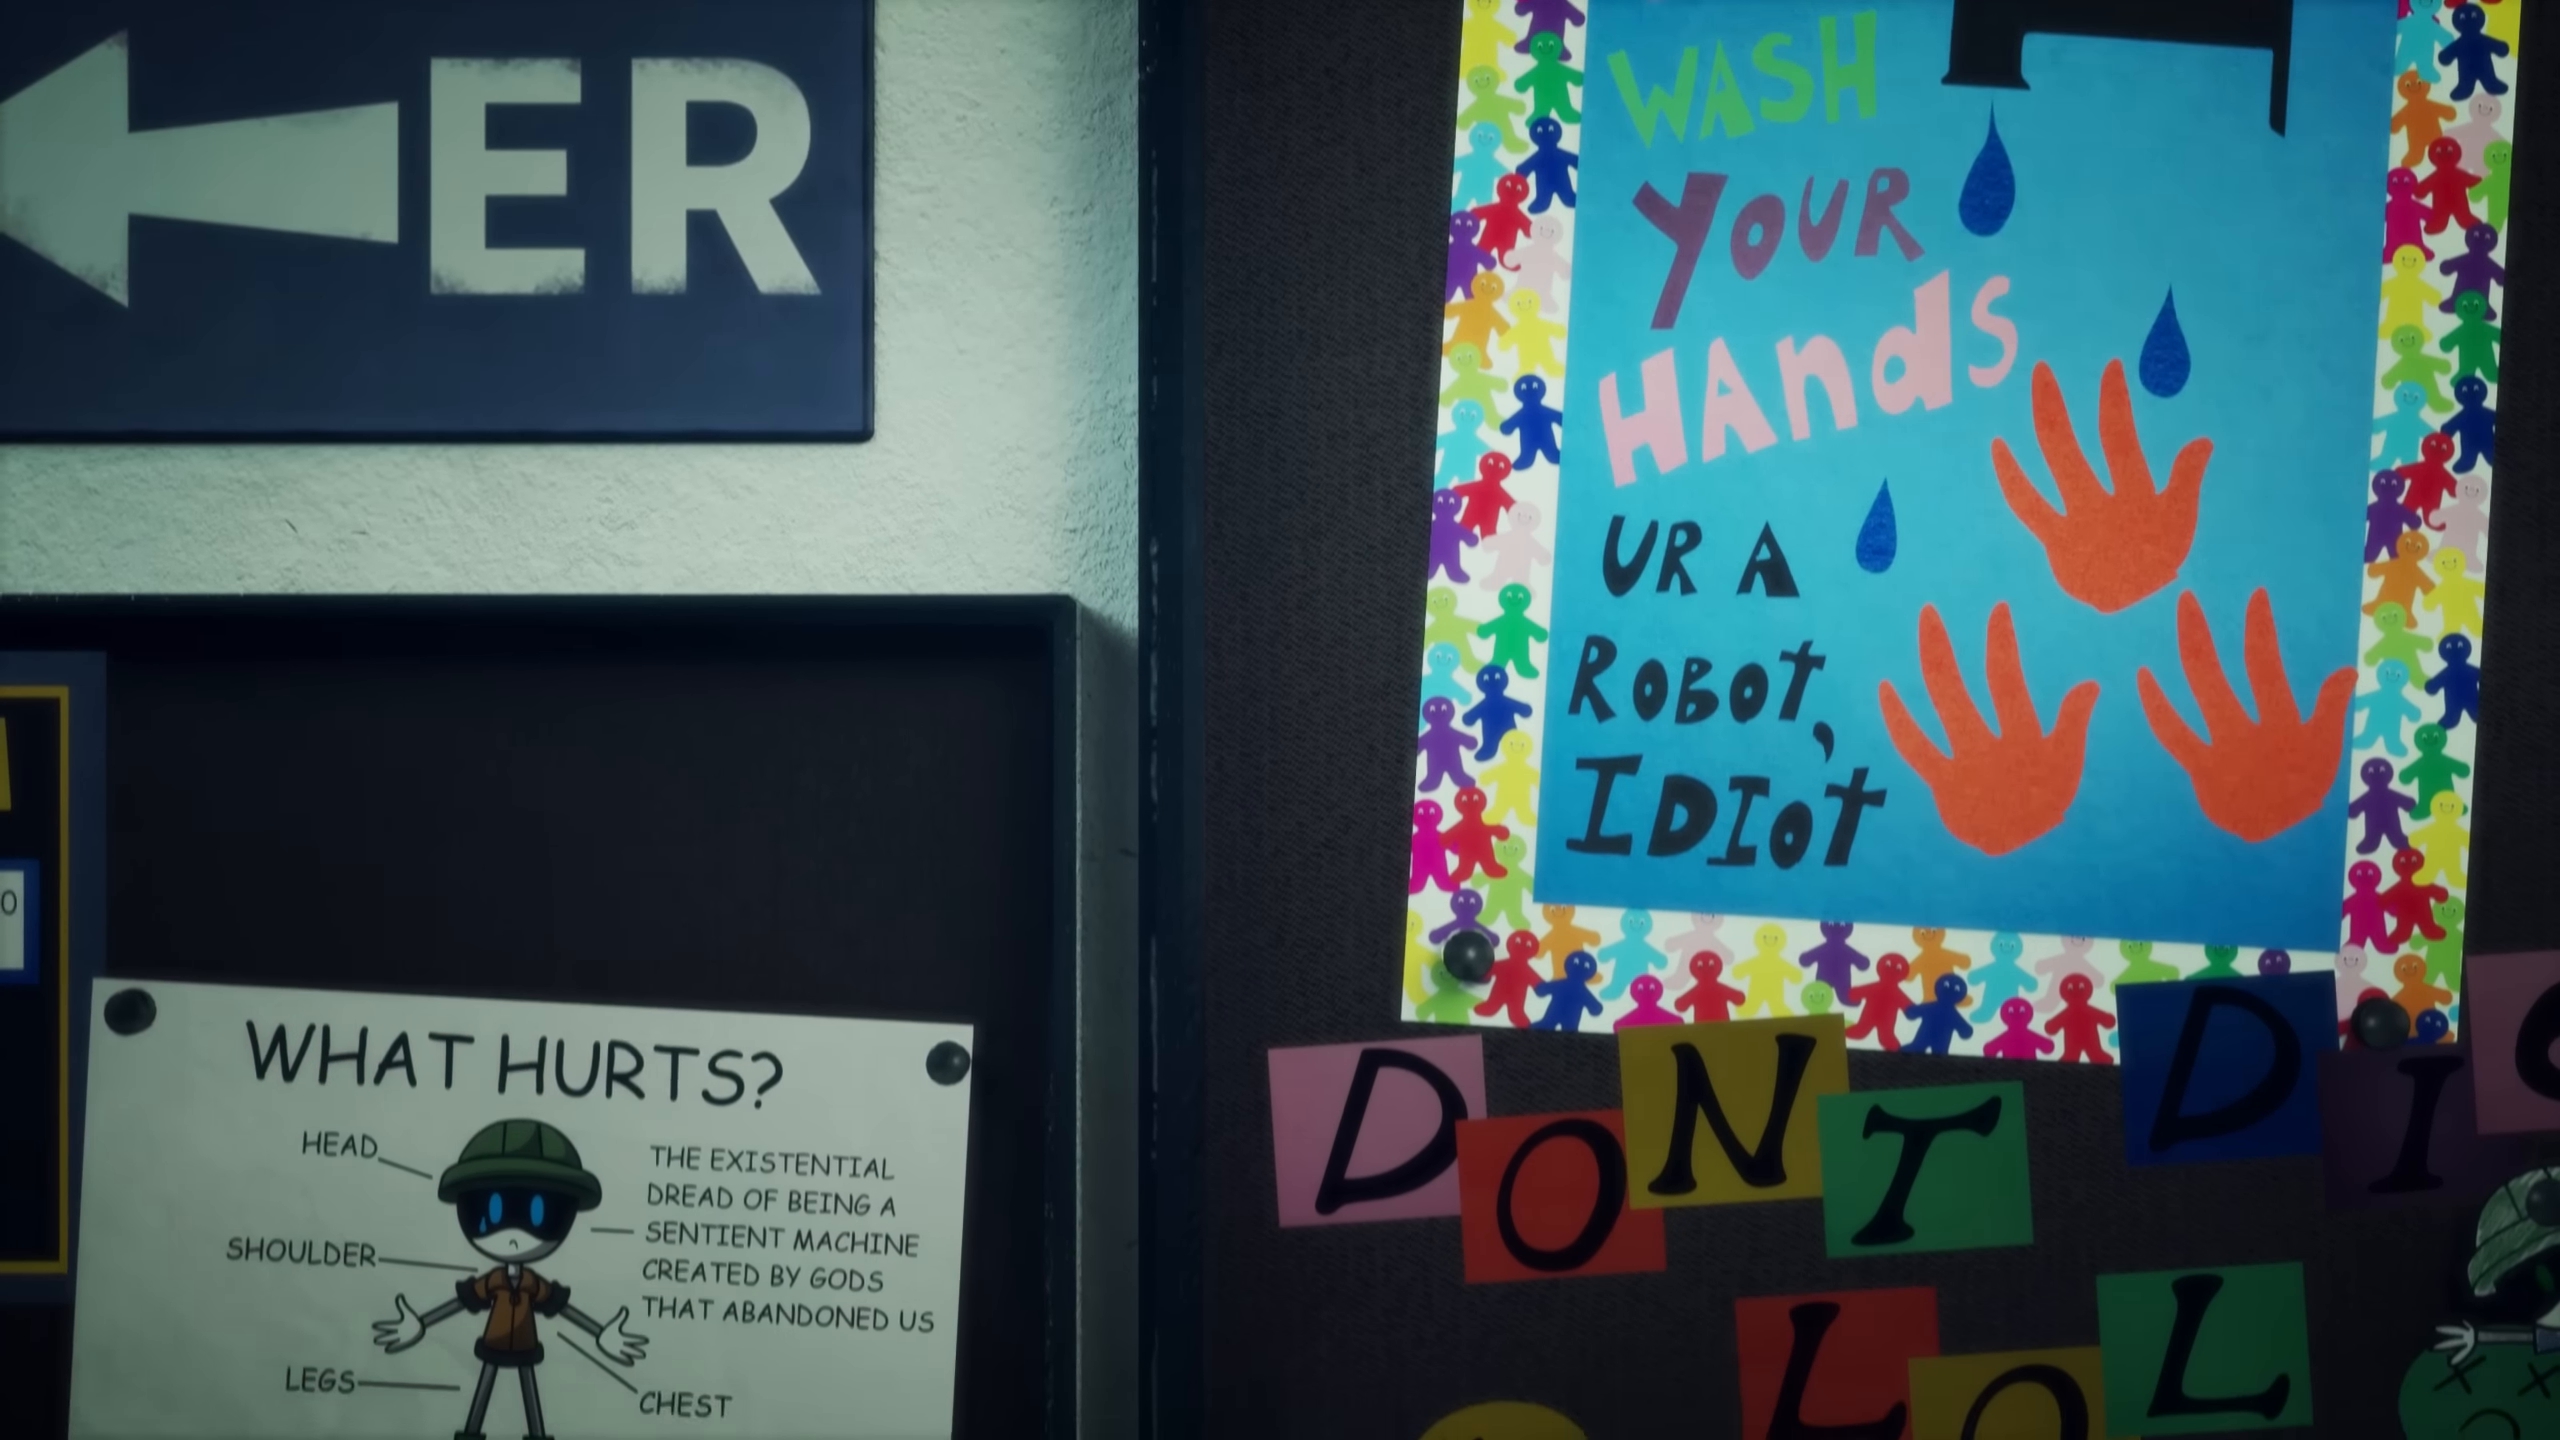 ER
WASH
YOUR
HAndS
UR A
ROBOT,
IDIOT
WHAT HURTS?
HEAD
SHOULDER
LEGS
THE EXISTENTIAL
DREAD OF BEING A
SENTIENT MACHINE
CREATED BY GODS
THAT ABANDONED US
CHEST
DONT DI
LOL